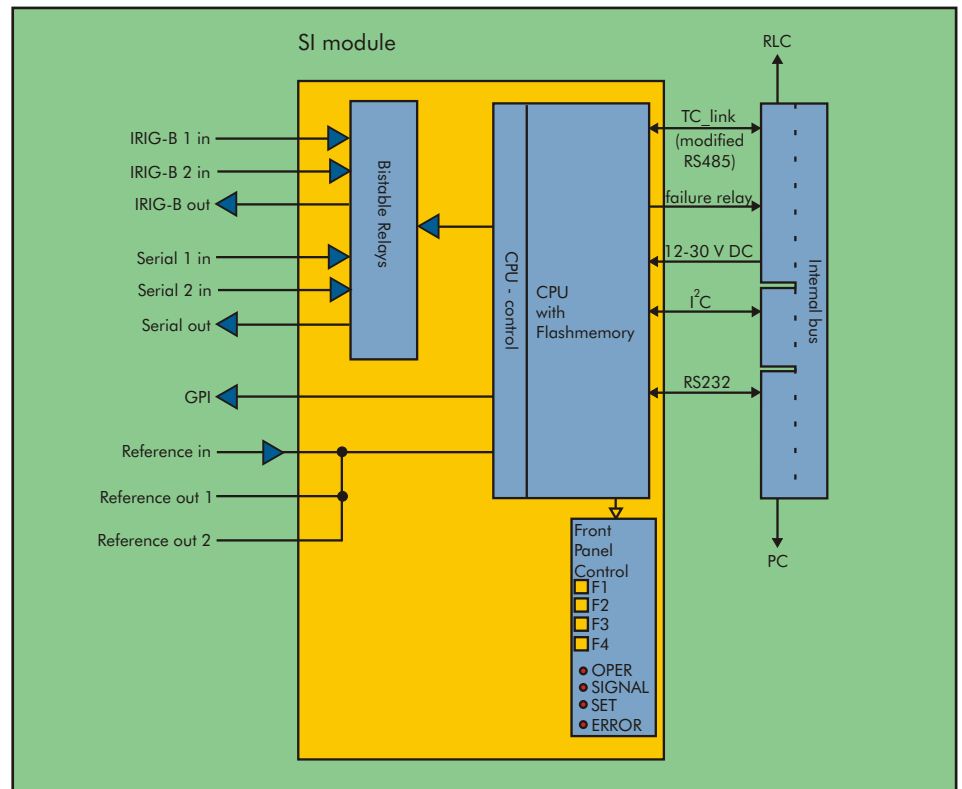 SI module
RLC
IRIG-B 1 in
IRIG-B 2 in
IRIG-B out
Serial 1 in
Serial 2 in
Serial out
GPI
Reference in
Reference out 1
Reference out 2
Bistable Relays
CPU - control
CPU
with
Flashmemory
TC_link
(modified
RS485)
failure relay
12-30 V DC
I²C
RS232
Internal bus
PC
Front
Panel
Control
F1
F2
F3
F4
OPER
SIGNAL
SET
ERROR